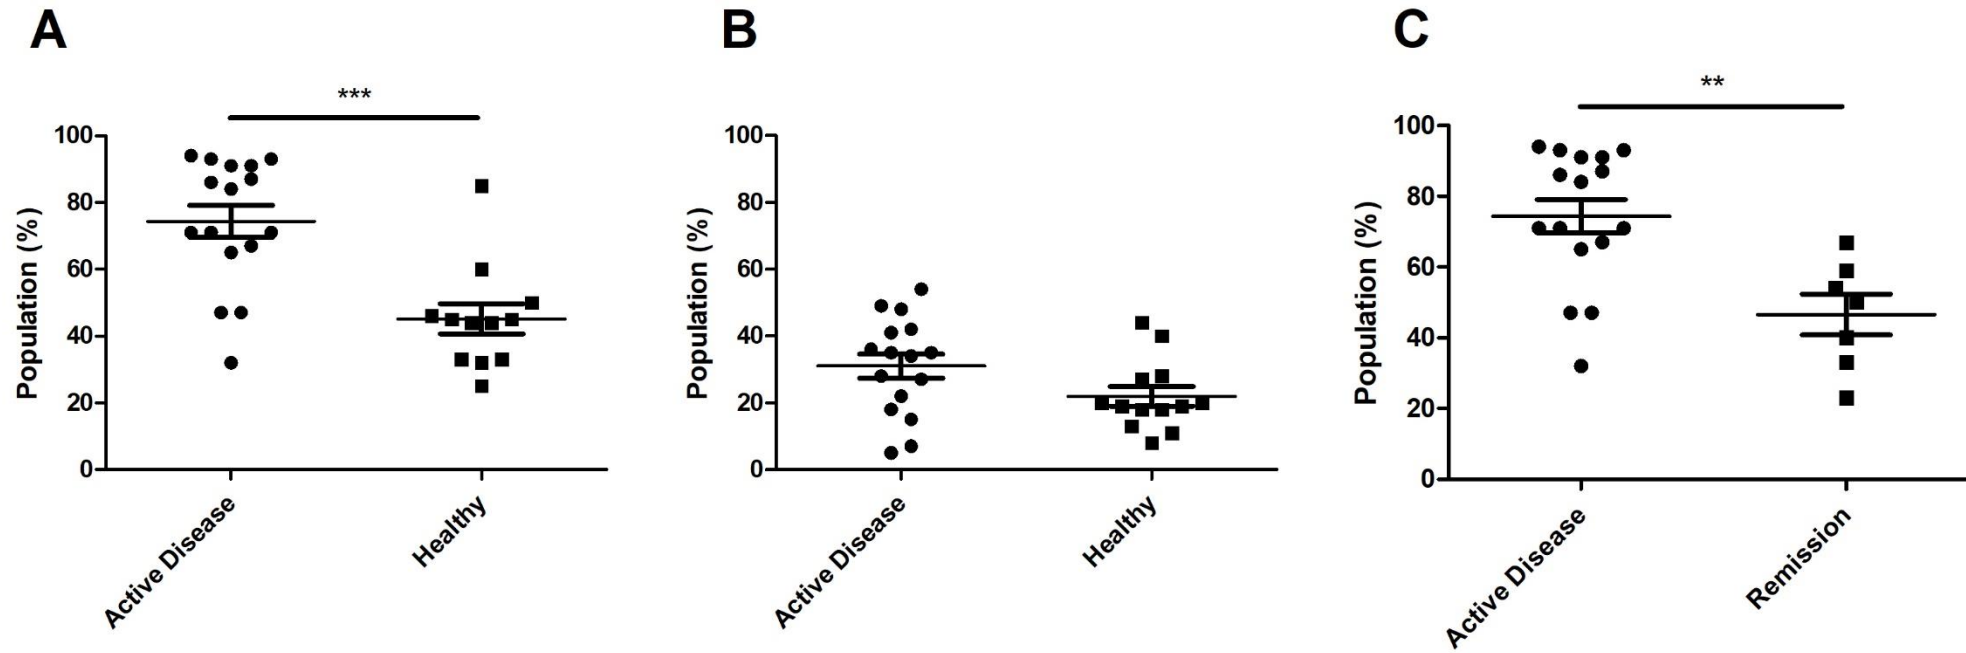 A
***
Population (%)
100
80
60
40
20
0
Active Disease
Healthy
B
Population (%)
100
80
60
40
20
0
Active Disease
Healthy
C
**
Population (%)
100
80
60
40
20
0
Active Disease
Remission